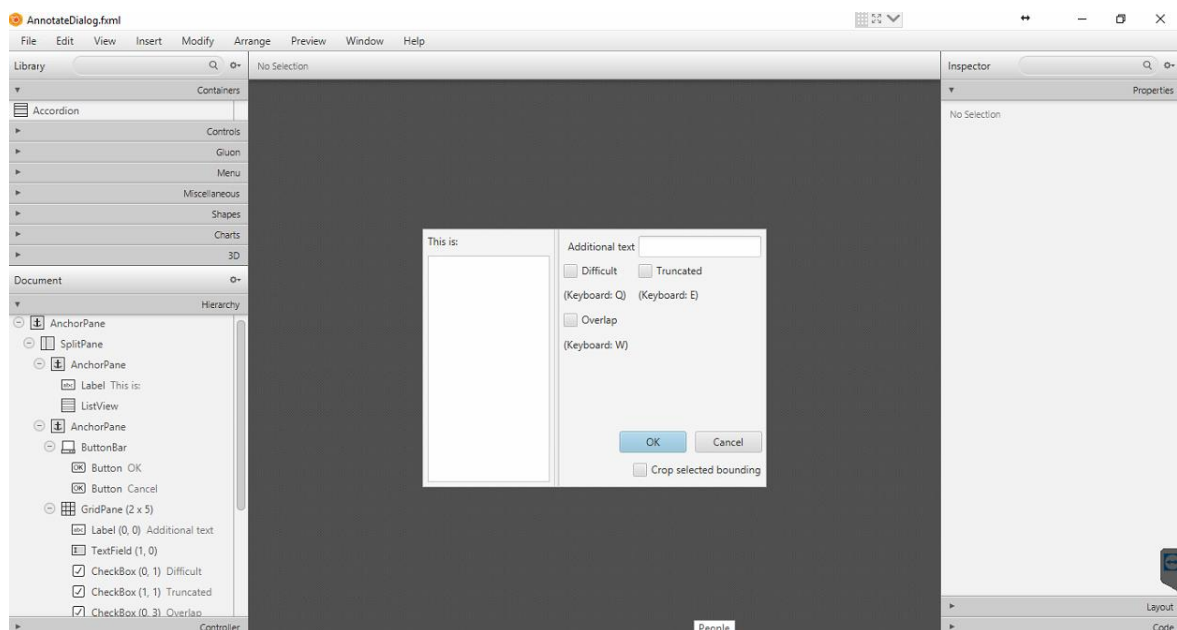 AnnotateDialog.fxml
File Edit View Insert Modify Arrange Preview Window Help
Library
No Selection
Inspector
Containers
Properties
Accordion
No Selection
Controls
Gluon
Menu
Miscellaneous
Shapes
Charts
3D
Document
Hierarchy
AnchorPane
SplitPane
AnchorPane
Label This is:
ListView
AnchorPane
ButtonBar
OK Button OK
OK Button Cancel
GridPane (2 x 5)
Label (0, 0) Additional text
TextField (1, 0)
CheckBox (0, 1) Difficult
CheckBox (1, 1) Truncated
CheckBox (0, 3) Overlap
Controller
This is:
Additional text
Difficult Truncated
(Keyboard: Q) (Keyboard: E)
Overlap
(Keyboard: W)
OK Cancel
Crop selected bounding
People
Layout
Code